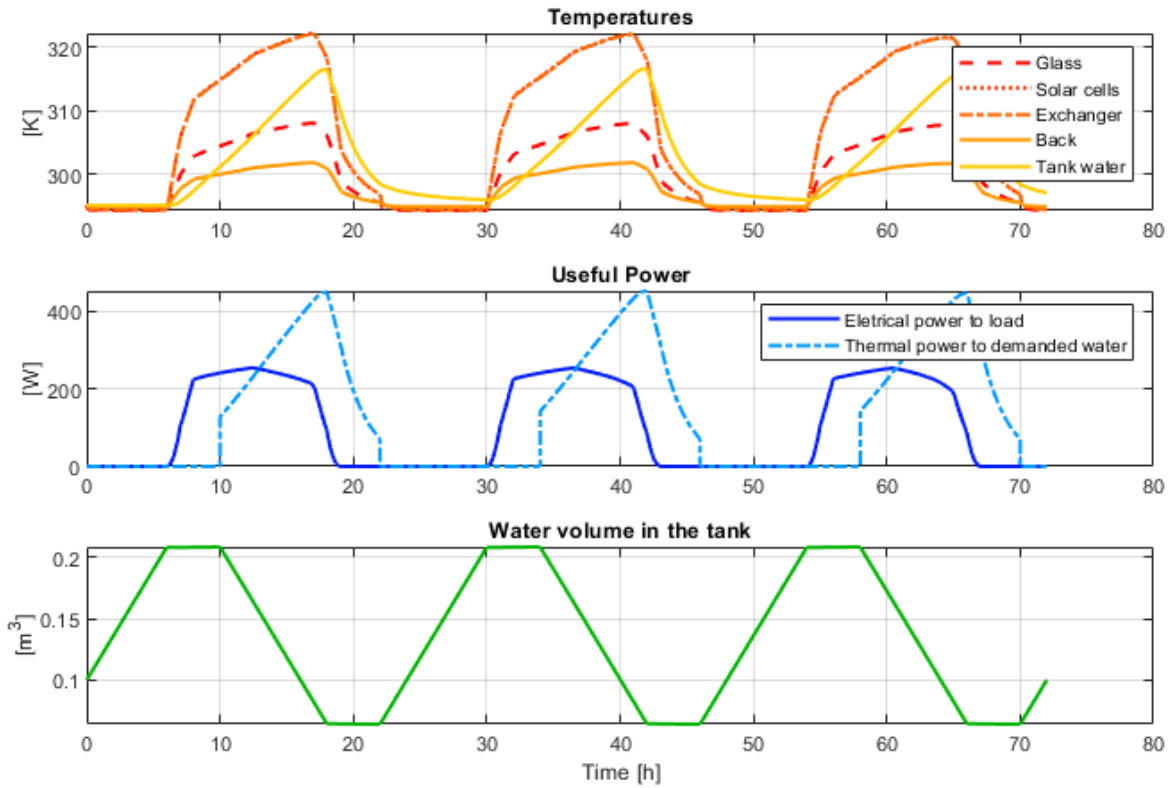 Temperatures
[K]
320
310
300
0 10 20 30 40 50 60 70 80
Glass
Solar cells
Exchanger
Back
Tank water
Useful Power
[W]
400
200
0
0 10 20 30 40 50 60 70 80
Eletrical power to load
Thermal power to demanded water
Water volume in the tank
[m³]
0.2
0.15
0.1
0 10 20 30 40 50 60 70 80
Time [h]